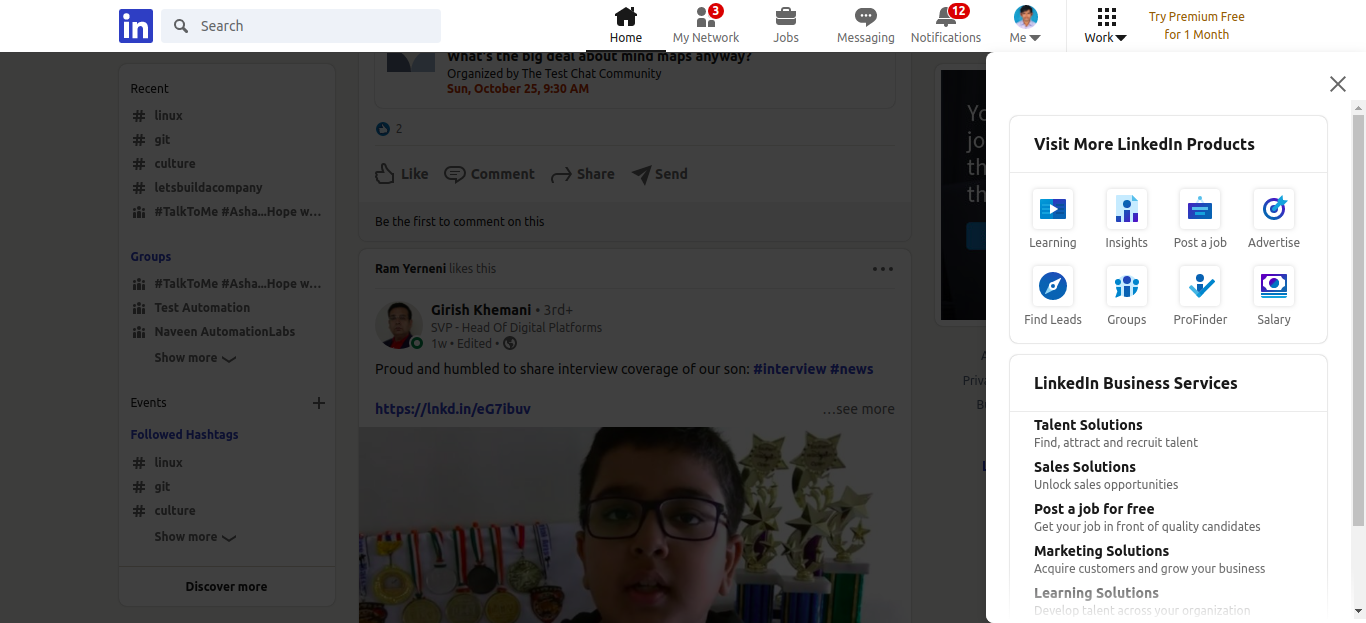 in
Search
Home
3
My Network
Jobs
Messaging
12
Notifications
Me
Work
Try Premium Free
for 1 Month
Recent
# linux
# git
# culture
# letsbuildacompany
#TalkToMe #Asha...Hope w...
Groups
#TalkToMe #Asha...Hope w...
Test Automation
Naveen AutomationLabs
Show more
Events
+
Followed Hashtags
# linux
# git
# culture
Show more
Discover more
What's the big deal about mind maps anyway?
Organized by The Test Chat Community
Sun, October 25, 9:30 AM
2
Like
Comment
Share
Send
Be the first to comment on this
Ram Yerneni likes this
Girish Khemani • 3rd+
SVP - Head Of Digital Platforms
1w • Edited •
Proud and humbled to share interview coverage of our son: #interview #news
https://lnkd.in/eG7ibuv
...see more
Visit More LinkedIn Products
Learning
Insights
Post a job
Advertise
Find Leads
Groups
ProFinder
Salary
LinkedIn Business Services
Talent Solutions
Find, attract and recruit talent
Sales Solutions
Unlock sales opportunities
Post a job for free
Get your job in front of quality candidates
Marketing Solutions
Acquire customers and grow your business
Learning Solutions
Develop talent across your organization